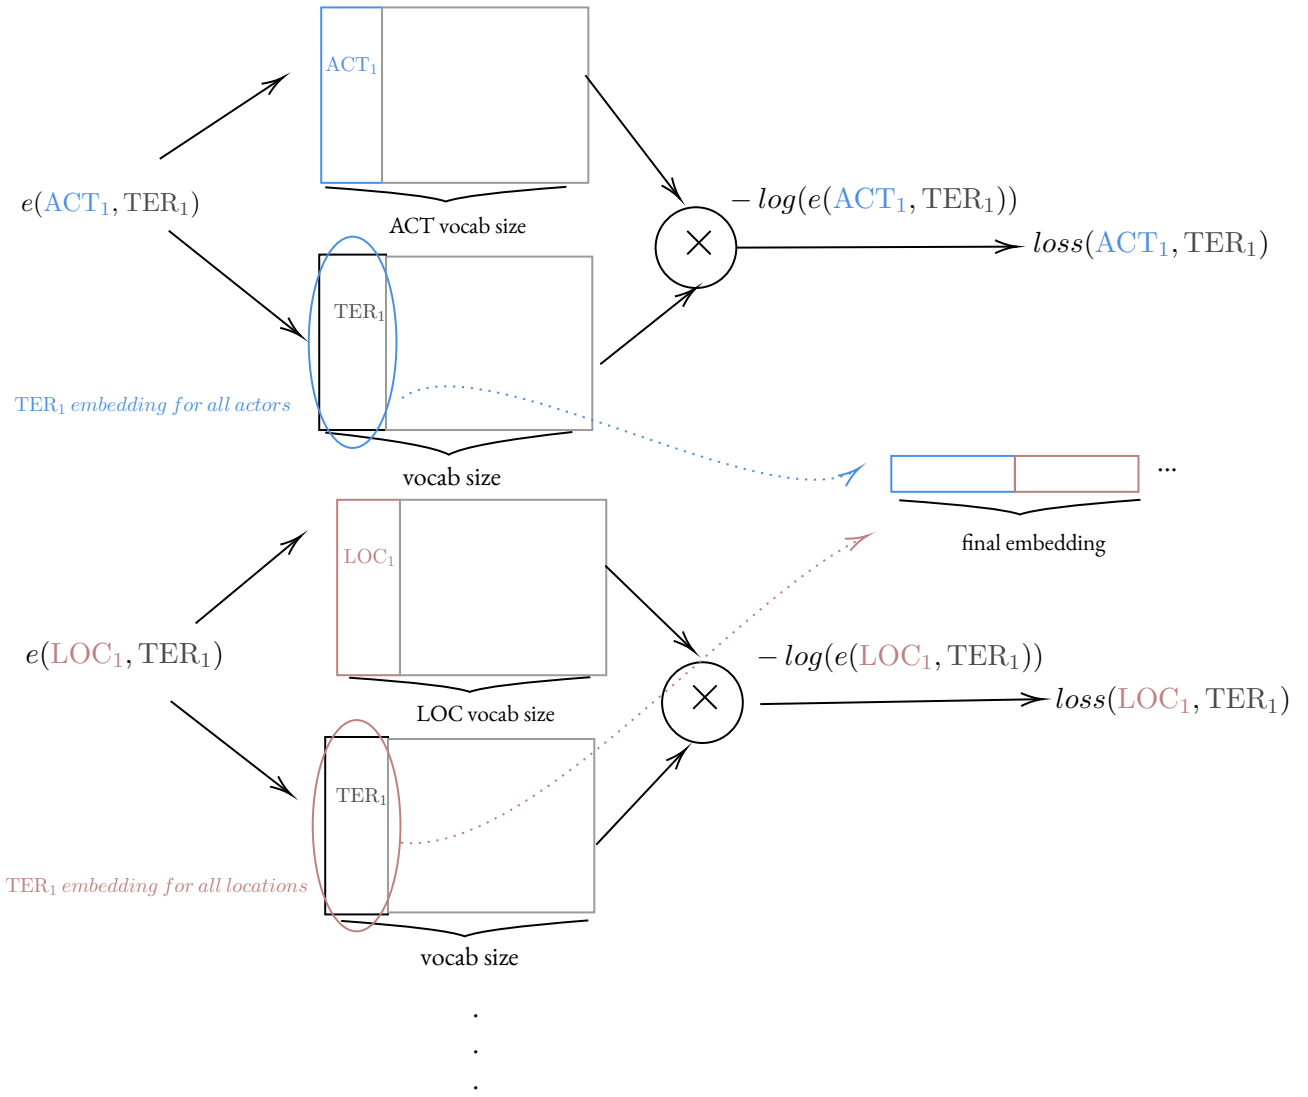 ACT₁
e(ACT₁, TER₁)
− log(e(ACT₁, TER₁))
ACT vocab size
loss(ACT₁, TER₁)
TER₁
TER₁ embedding for all actors
vocab size
...
final embedding
LOC₁
e(LOC₁, TER₁)
− log(e(LOC₁, TER₁))
loss(LOC₁, TER₁)
LOC vocab size
TER₁
TER₁ embedding for all locations
vocab size
.
.
.